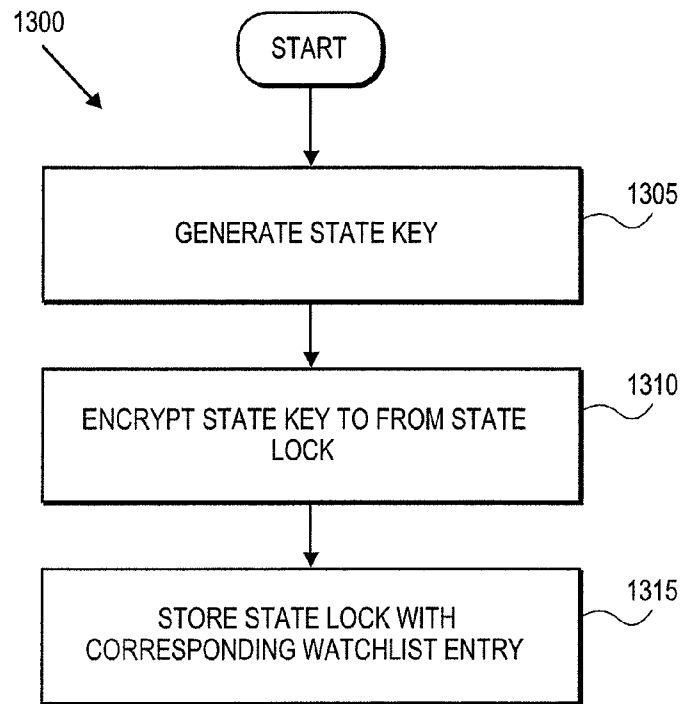 1300
START
1305
GENERATE STATE KEY
1310
ENCRYPT STATE KEY TO FROM STATE
LOCK
1315
STORE STATE LOCK WITH
CORRESPONDING WATCHLIST ENTRY